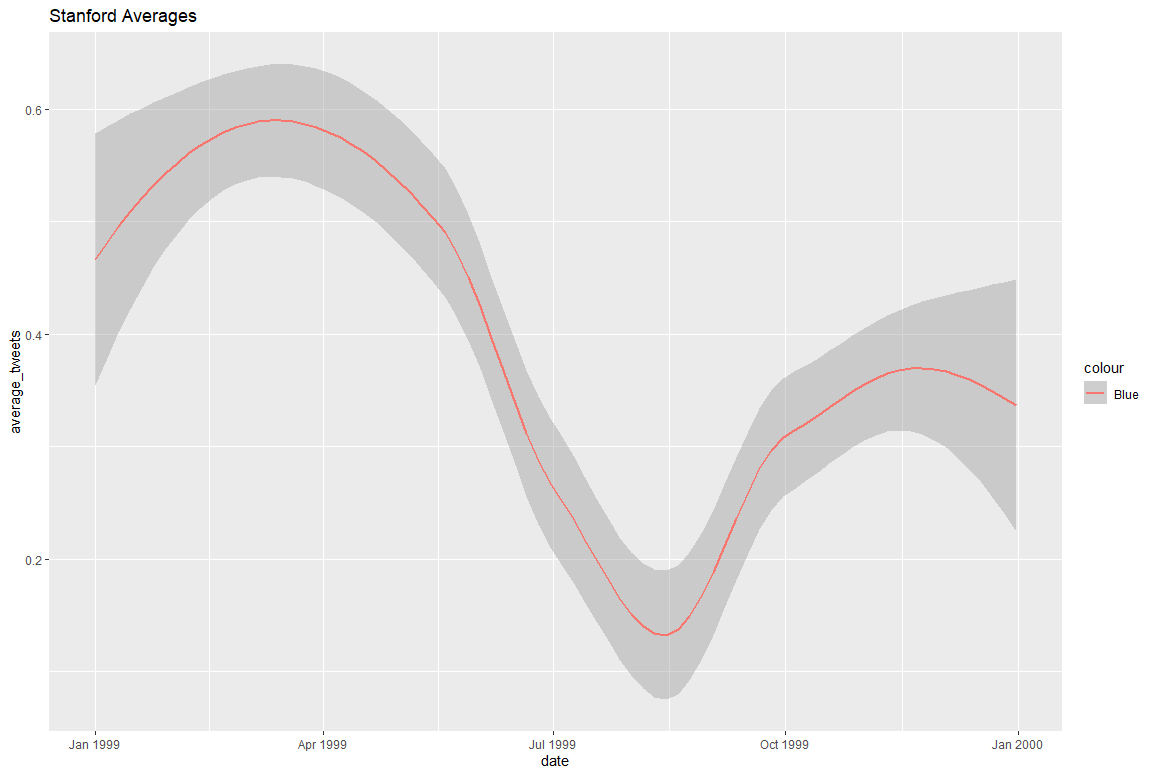 Stanford Averages
average_tweets
0.6
0.4
0.2
Jan 1999
Apr 1999
Jul 1999
Oct 1999
Jan 2000
date
colour
Blue